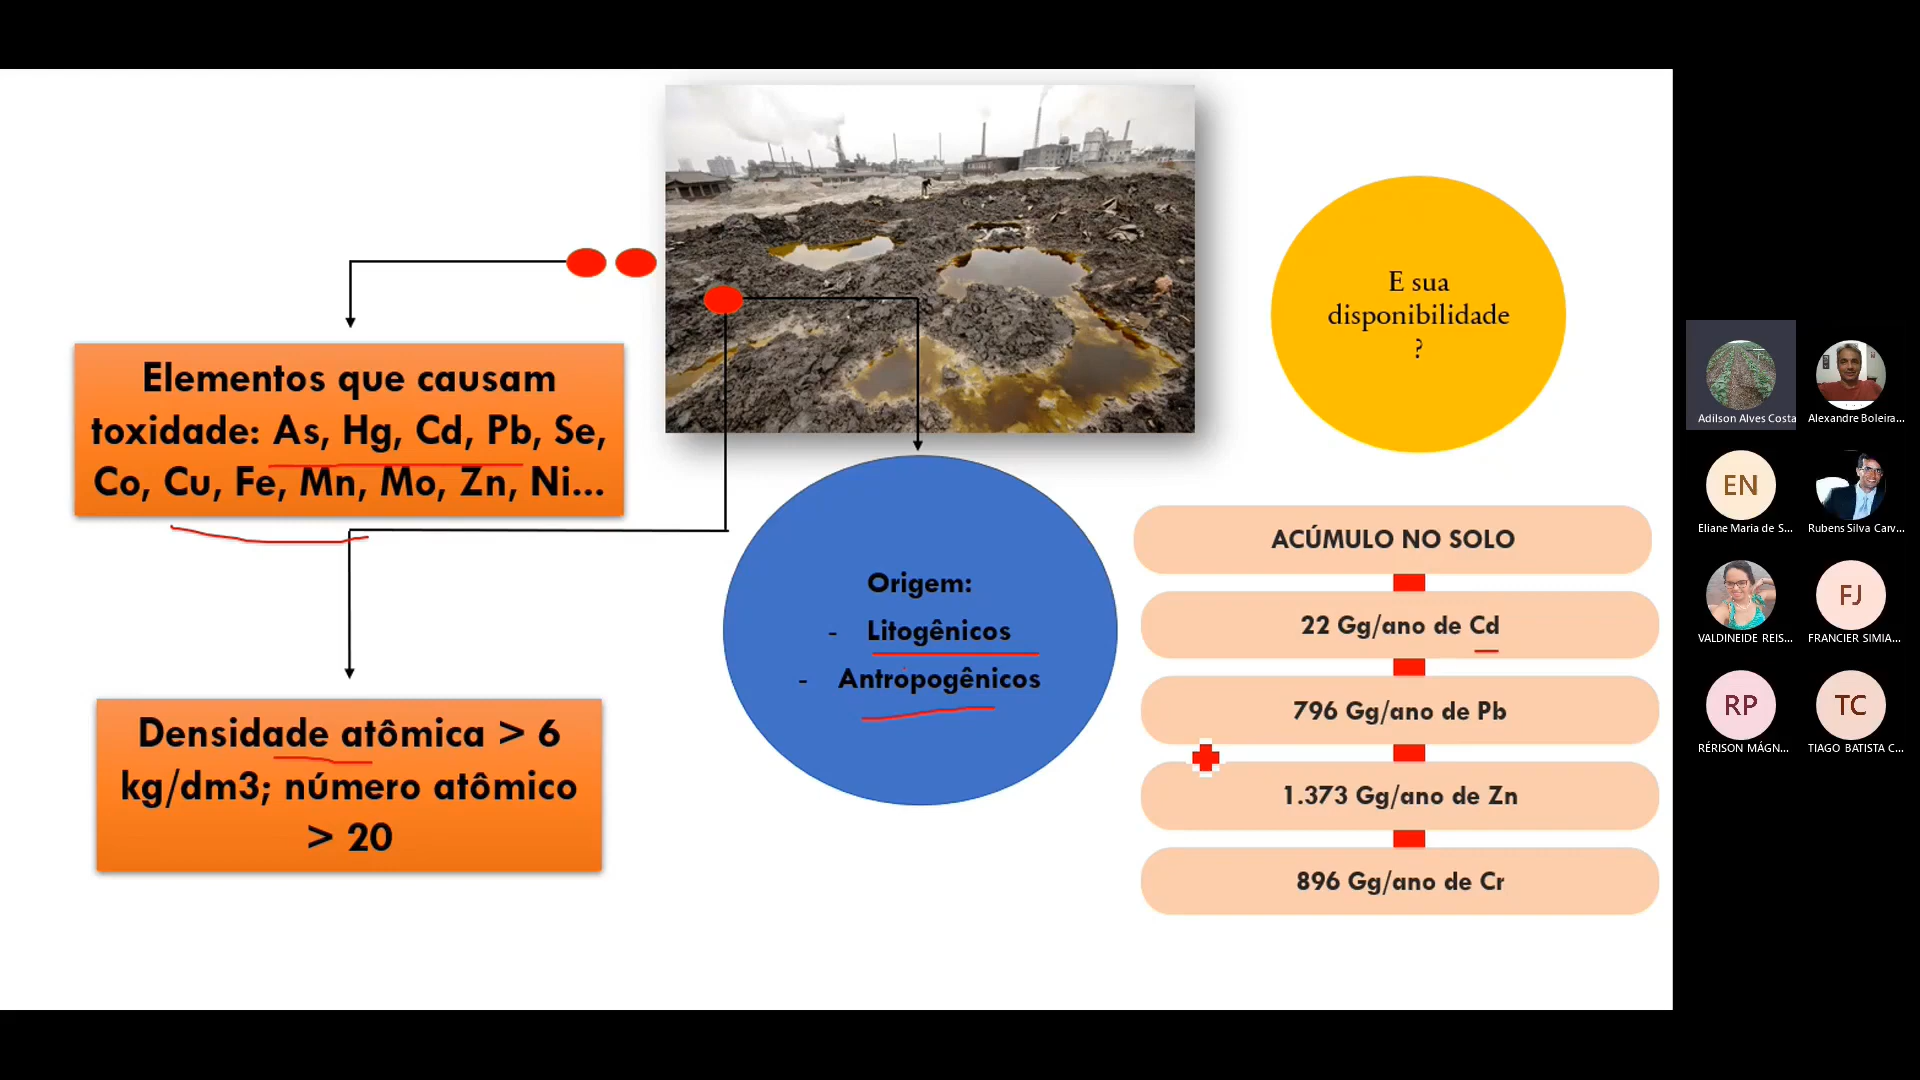 Elementos que causam
toxidade: As, Hg, Cd, Pb, Se,
Co, Cu, Fe, Mn, Mo, Zn, Ni...
Densidade atômica > 6
kg/dm3; número atômico
> 20
Origem:
- Litogênicos
- Antropogênicos
E sua
disponibilidade
?
ACÚMULO NO SOLO
22 Gg/ano de Cd
796 Gg/ano de Pb
1.373 Gg/ano de Zn
896 Gg/ano de Cr
Adilson Alves Costa
Alexandre Boleira...
EN
Eliane Maria de S...
Rubens Silva Carv...
VALDINEIDE REIS...
FJ
FRANCIER SIMIA...
RP
RÉRISON MÁGN...
TC
TIAGO BATISTA C...